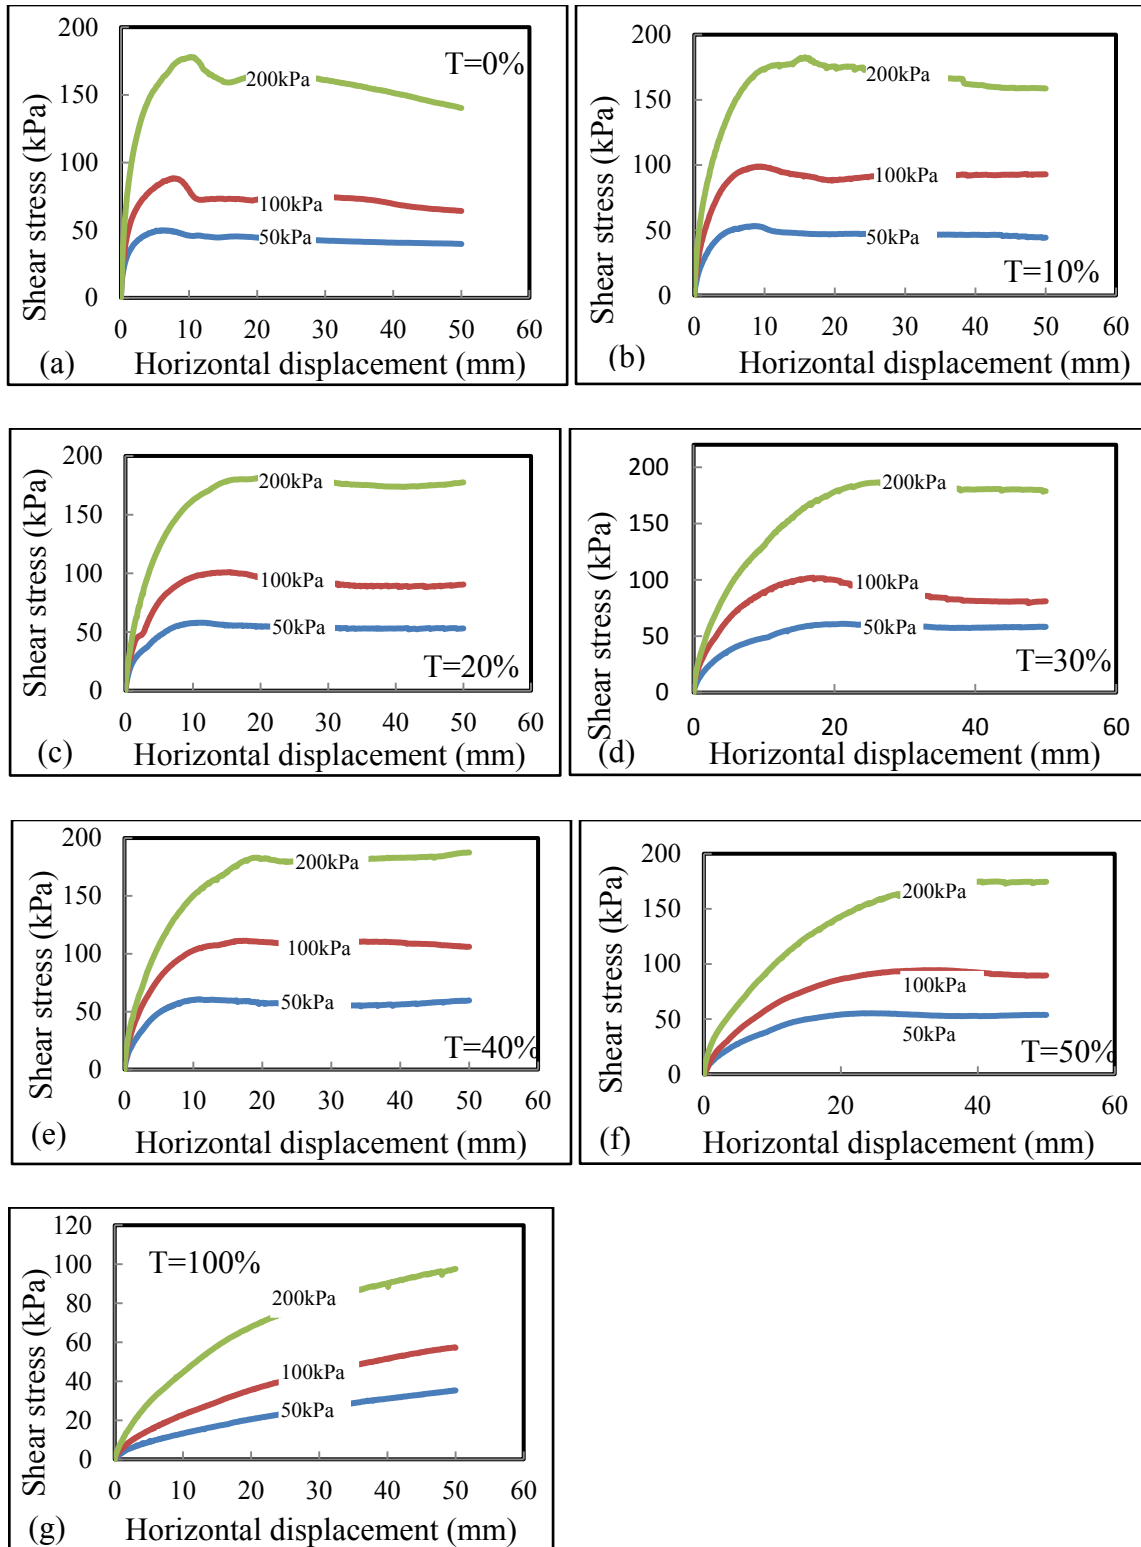 200
150
100
50
0
Shear stress (kPa)
T=0%
200kPa
100kPa
50kPa
0 10 20 30 40 50 60
(a) Horizontal displacement (mm)
200
150
100
50
0
Shear stress (kPa)
200kPa
100kPa
50kPa
T=10%
0 10 20 30 40 50 60
(b) Horizontal displacement (mm)
200
150
100
50
0
Shear stress (kPa)
200kPa
100kPa
50kPa
T=20%
0 10 20 30 40 50 60
(c) Horizontal displacement (mm)
200
150
100
50
0
Shear stress (kPa)
200kPa
100kPa
50kPa
T=30%
0 10 20 30 40 50 60
(d) Horizontal displacement (mm)
200
150
100
50
0
Shear stress (kPa)
200kPa
100kPa
50kPa
T=40%
0 10 20 30 40 50 60
(e) Horizontal displacement (mm)
200
150
100
50
0
Shear stress (kPa)
200kPa
100kPa
50kPa
T=50%
0 20 40 60
(f) Horizontal displacement (mm)
120
100
80
60
40
20
0
Shear stress (kPa)
T=100%
200kPa
100kPa
50kPa
0 10 20 30 40 50 60
(g) Horizontal displacement (mm)